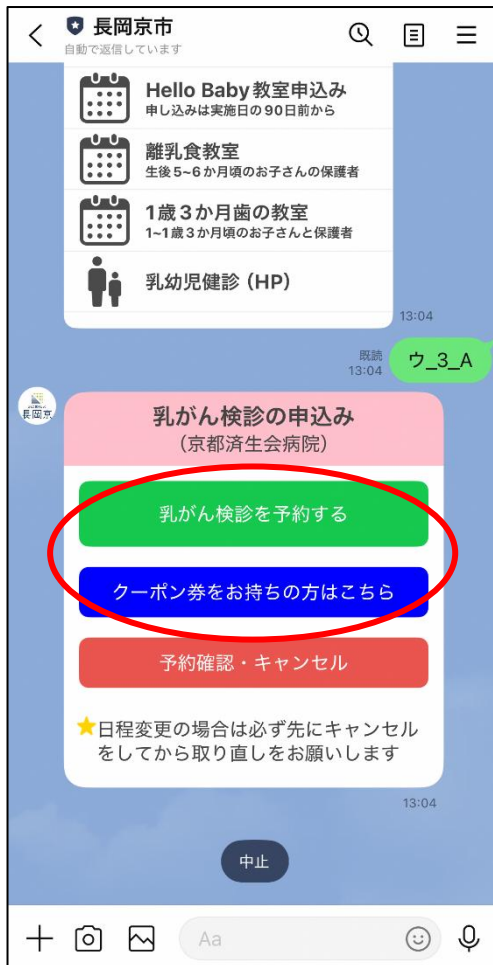 長岡京市
自動で返信しています
Hello Baby教室申込み
申し込みは実施日の90日前から
離乳食教室
生後5~6か月頃のお子さんの保護者
1歳3か月歯の教室
1~1歳3か月頃のお子さんと保護者
乳幼児健診（HP）
13:04
既読
13:04
ウ_3_A
長岡京
乳がん検診の申込み
（京都済生会病院）
乳がん検診を予約する
クーポン券をお持ちの方はこちら
予約確認・キャンセル
⭐日程変更の場合は必ず先にキャンセル
をしてから取り直しをお願いします
13:04
中止
Aa